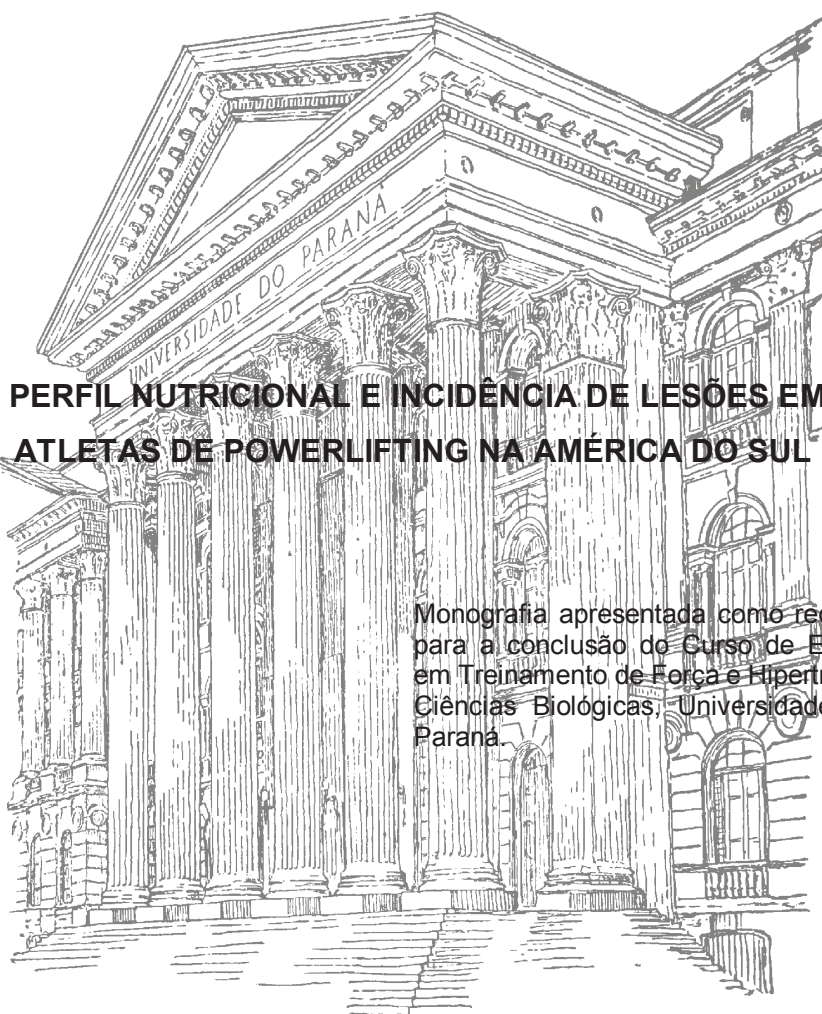 UNIVERSIDADE DO PARANÁ
PERFIL NUTRICIONAL E INCIDÊNCIA DE LESÕES EM
ATLETAS DE POWERLIFTING NA AMÉRICA DO SUL
Monografia apresentada como
para a conclusão do Curso de
em Treinamento de Força e
Ciências Biológicas, Universidade
Paraná.